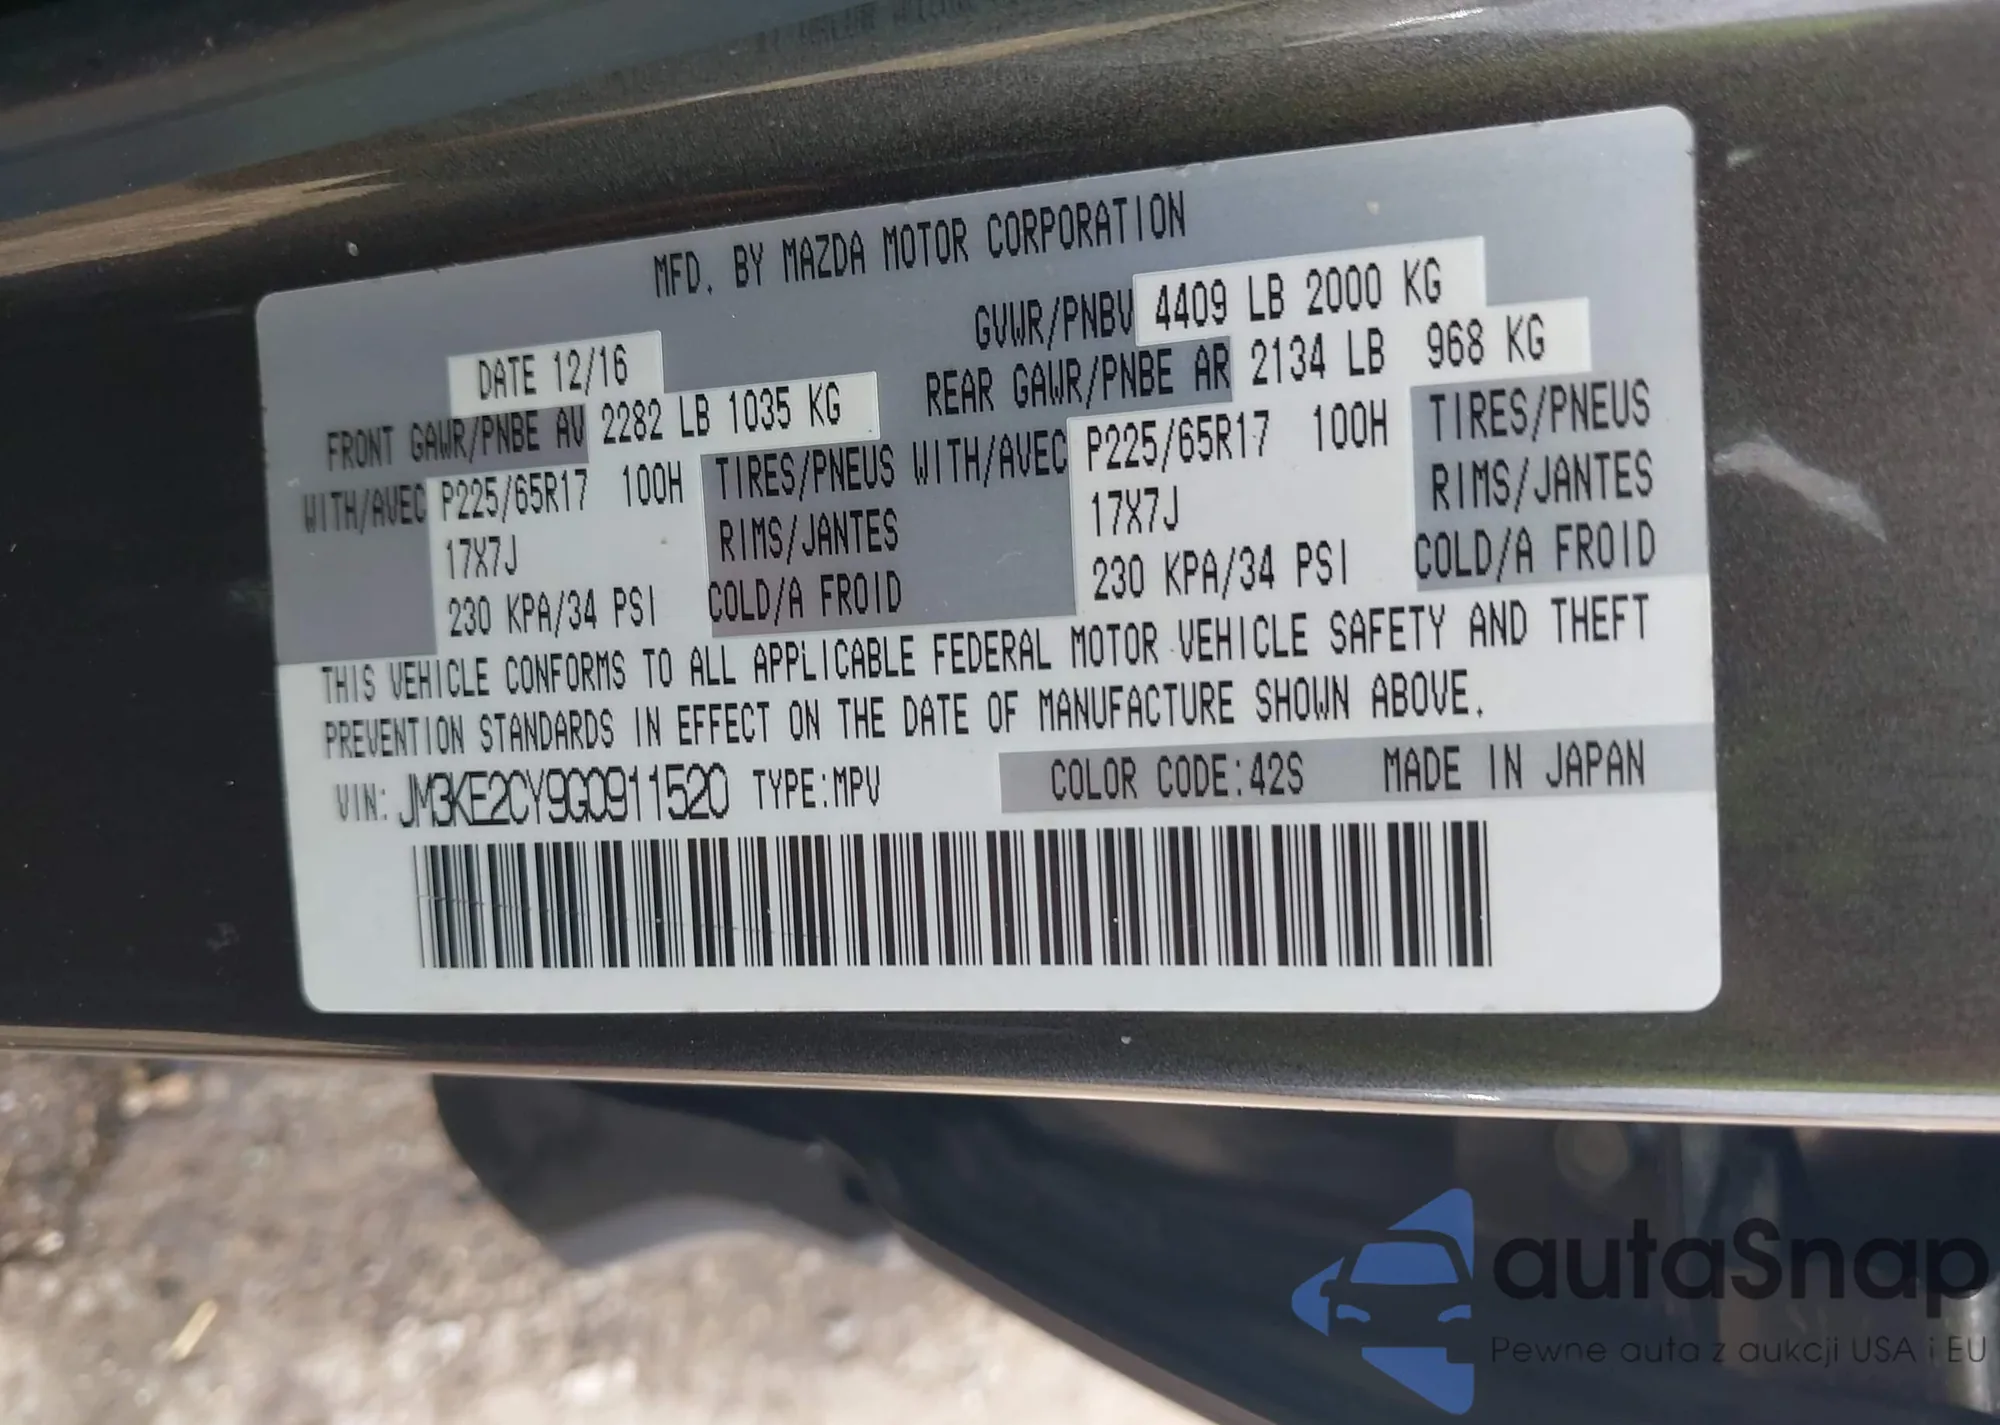 MFD. BY MAZDA MOTOR CORPORATION
GVWR/PNBV 4409 LB 2000 KG
DATE 12/16
FRONT GAWR/PNBE AV 2282 LB 1035 KG
REAR GAWR/PNBE AR 2134 LB 968 KG
WITH/AVEC P225/65R17 100H TIRES/PNEUS WITH/AVEC P225/65R17 100H TIRES/PNEUS
17X7J RIMS/JANTES 17X7J RIMS/JANTES
230 KPA/34 PSI COLD/A FROID 230 KPA/34 PSI COLD/A FROID
THIS VEHICLE CONFORMS TO ALL APPLICABLE FEDERAL MOTOR VEHICLE SAFETY AND THEFT
PREVENTION STANDARDS IN EFFECT ON THE DATE OF MANUFACTURE SHOWN ABOVE.
VIN: JM3KE2CY9G0911520 TYPE:MPV COLOR CODE:42S MADE IN JAPAN
autaSnap
Pewne auta z aukcji USA i EU